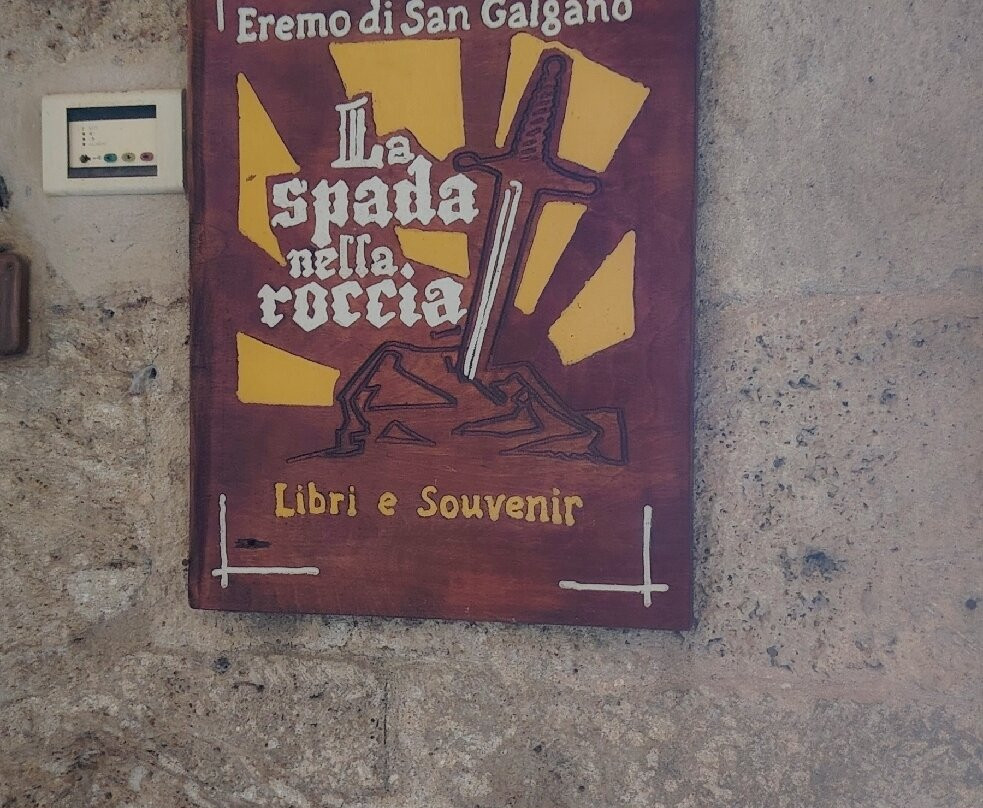 Eremo di San Galgano
La
spada
nella
roccia
Libri e Souvenir